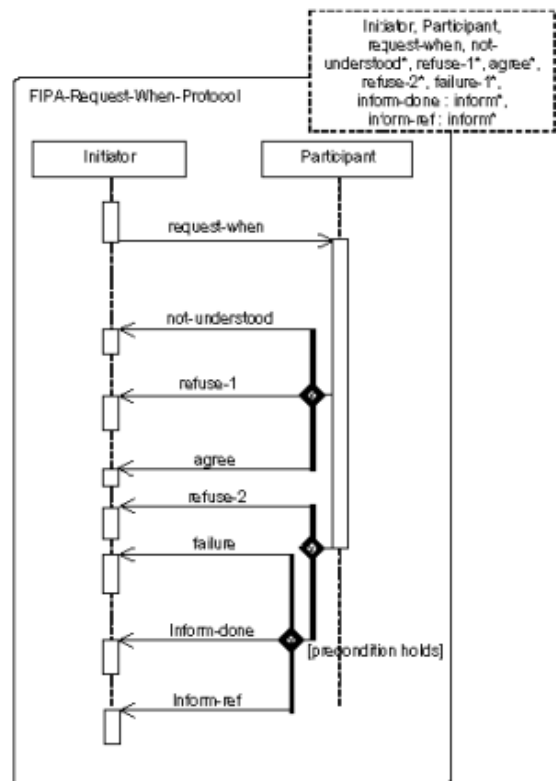 Initiator, Participant,
request-when, not-
understood*, refuse-1*, agree*,
refuse-2*, failure-1*,
inform-done : inform*,
inform-ref : inform*
FIPA-Request-When-Protocol
Initiator
Participant
request-when
not-understood
refuse-1
agree
refuse-2
failure
Inform-done
[precondition holds]
Inform-ref